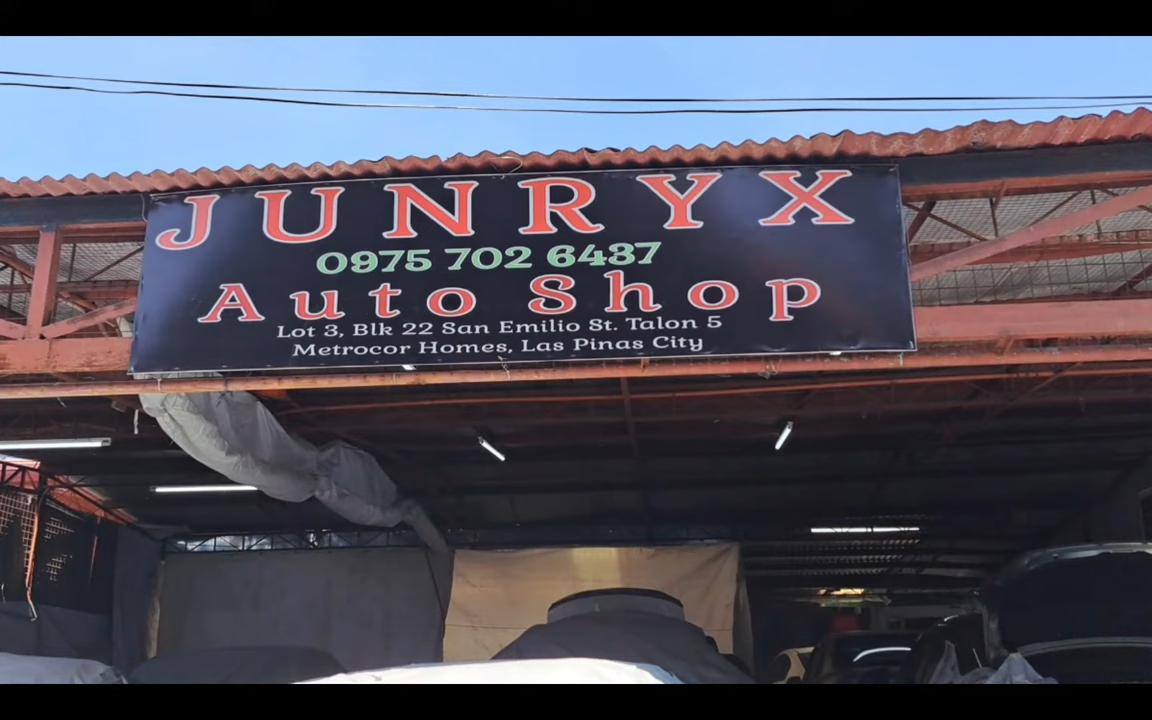 JUNRYX
0975 702 6437
Auto Shop
Lot 3, Blk 22 San Emilio St. Talon 5
Metrocor Homes, Las Pinas City